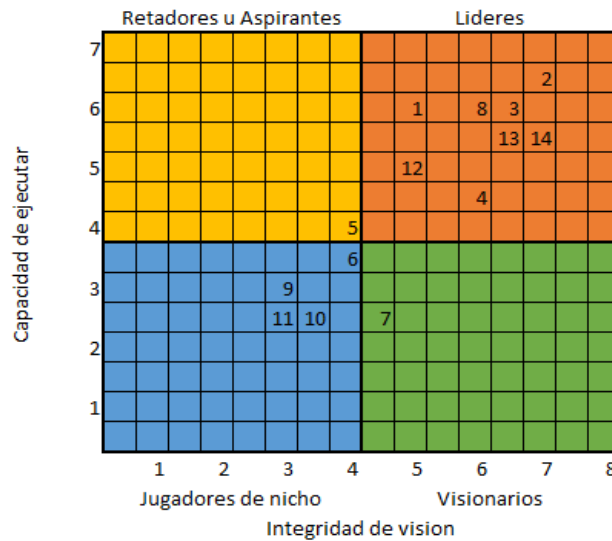 Retadores u Aspirantes Lideres
7
2
6 1 8 3
13 14
5 12
4
4 5
6
3 9
11 10 7
2
1
Capacidad de ejecutar
1 2 3 4 5 6 7 8
Jugadores de nicho Visionarios
Integridad de vision